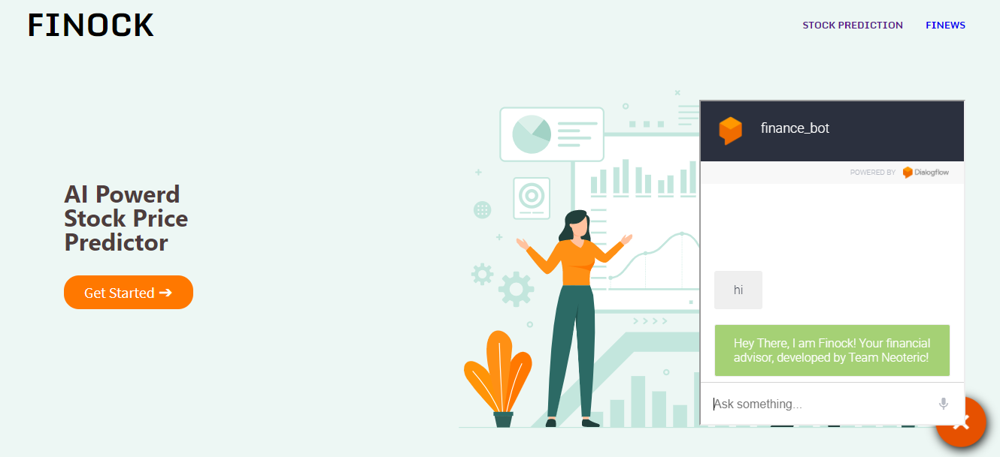 FINOCK
STOCK PREDICTION
FINEWS
AI Powerd
Stock Price
Predictor
Get Started ➔
finance_bot
POWERED BY Dialogflow
hi
Hey There, I am Finock! Your financial
advisor, developed by Team Neoteric!
Ask something...